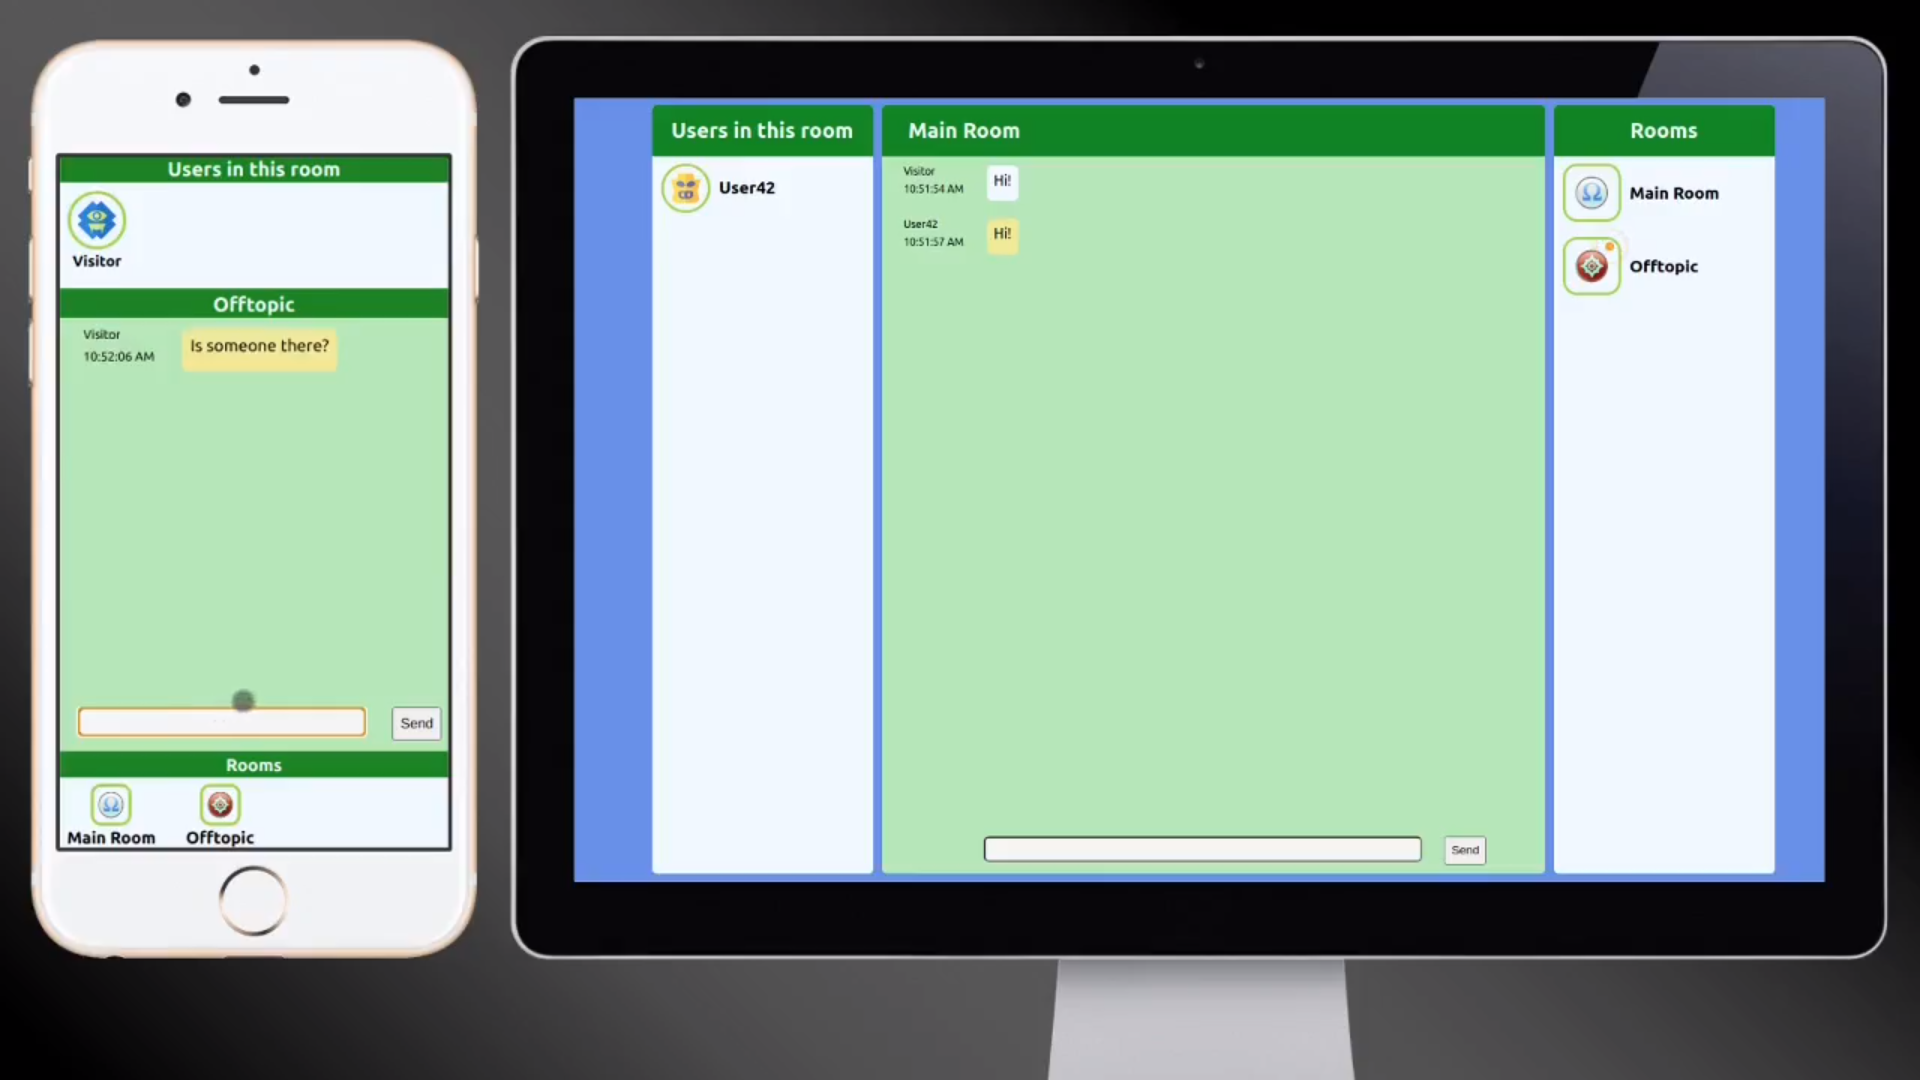 Users in this room
Visitor
Offtopic
Visitor
10:52:06 AM
Is someone there?
Send
Rooms
Main Room
Offtopic
Users in this room
User42
Main Room
Visitor
10:51:54 AM
Hi!
User42
10:51:57 AM
Hi!
Send
Rooms
Main Room
Offtopic